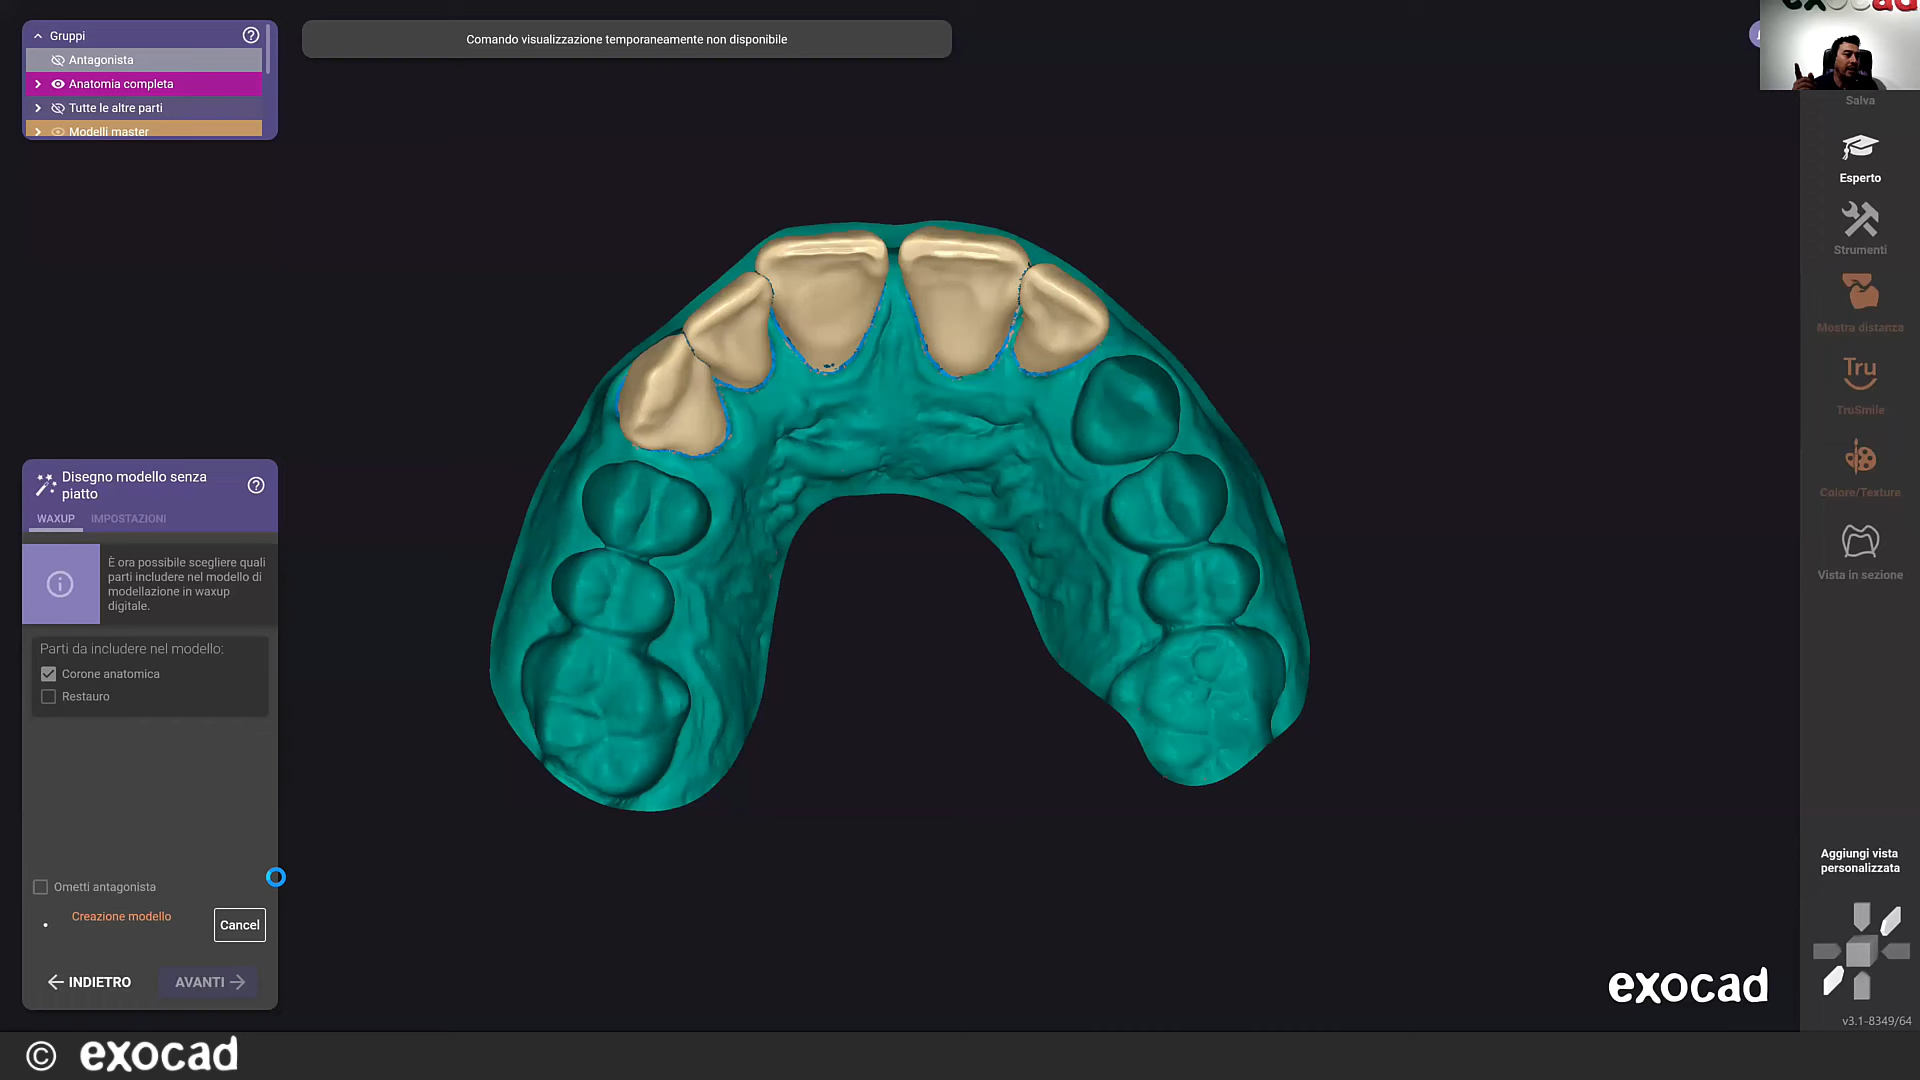 Gruppi
Antagonista
Anatomia completa
Tutte le altre parti
Modelli master
Comando visualizzazione temporaneamente non disponibile
exocad
Salva
Esperto
Strumenti
Mostra distanza
Tru
TruSmile
Colore/Texture
Vista in sezione
Disegno modello senza
piatto
WAXUP IMPOSTAZIONI
È ora possibile scegliere quali
parti includere nel modello di
modellazione in waxup
digitale.
Parti da includere nel modello:
Corone anatomica
Restauro
Ometti antagonista
Creazione modello
Cancel
INDIETRO AVANTI
Aggiungi vista
personalizzata
exocad
v3.1-8349/64
© exocad